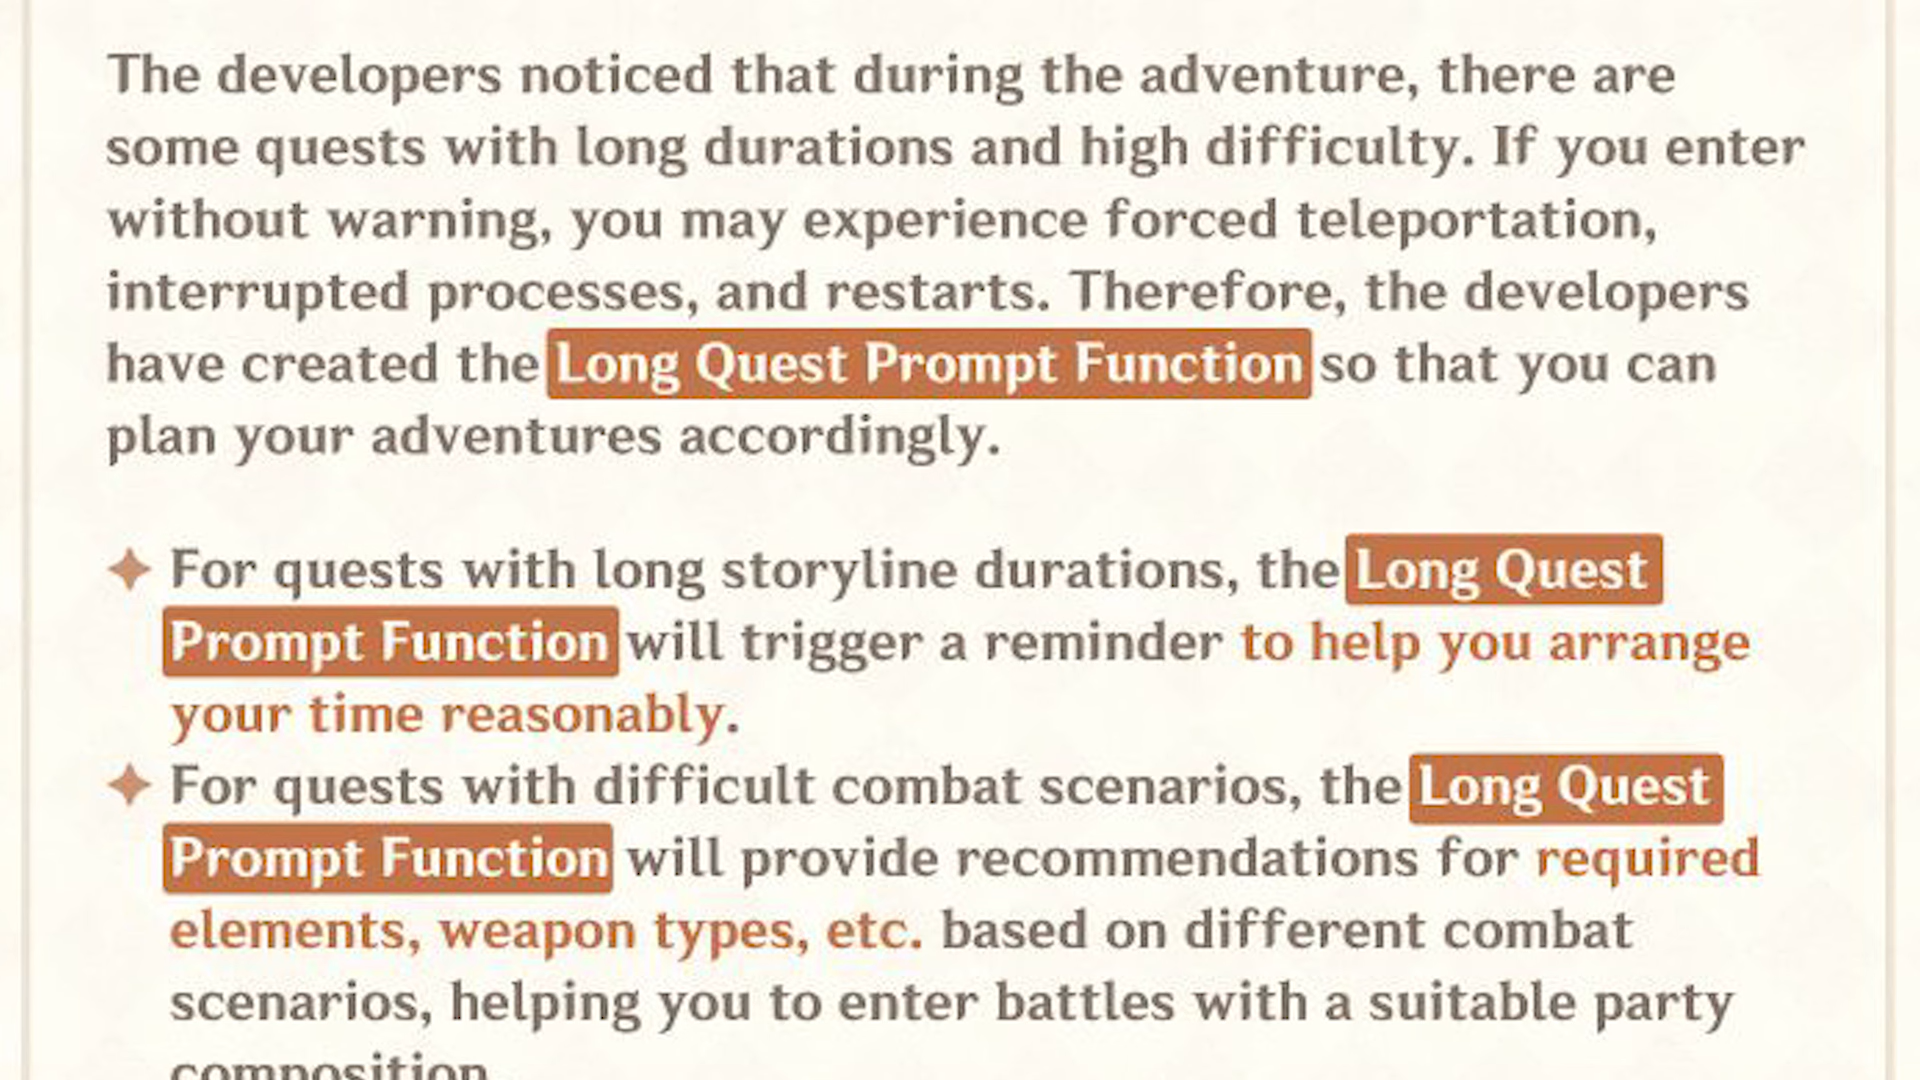 The developers noticed that during the adventure, there are
some quests with long durations and high difficulty. If you enter
without warning, you may experience forced teleportation,
interrupted processes, and restarts. Therefore, the developers
have created the Long Quest Prompt Function so that you can
plan your adventures accordingly.
For quests with long storyline durations, the Long Quest
Prompt Function will trigger a reminder to help you arrange
your time reasonably.
For quests with difficult combat scenarios, the Long Quest
Prompt Function will provide recommendations for required
elements, weapon types, etc. based on different combat
scenarios, helping you to enter battles with a suitable party
composition.